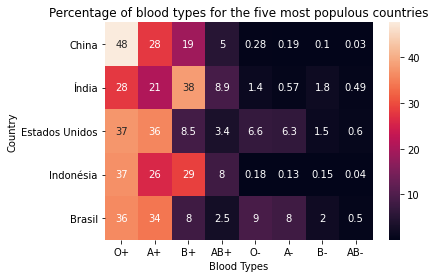 Percentage of blood types for the five most populous countries
China 48 28 19 5 0.28 0.19 0.1 0.03
Índia 28 21 38 8.9 1.4 0.57 1.8 0.49
Estados Unidos 37 36 8.5 3.4 6.6 6.3 1.5 0.6
Indonésia 37 26 29 8 0.18 0.13 0.15 0.04
Brasil 36 34 8 2.5 9 8 2 0.5
O+ A+ B+ AB+ O- A- B- AB-
Blood Types
Country
40
30
20
10